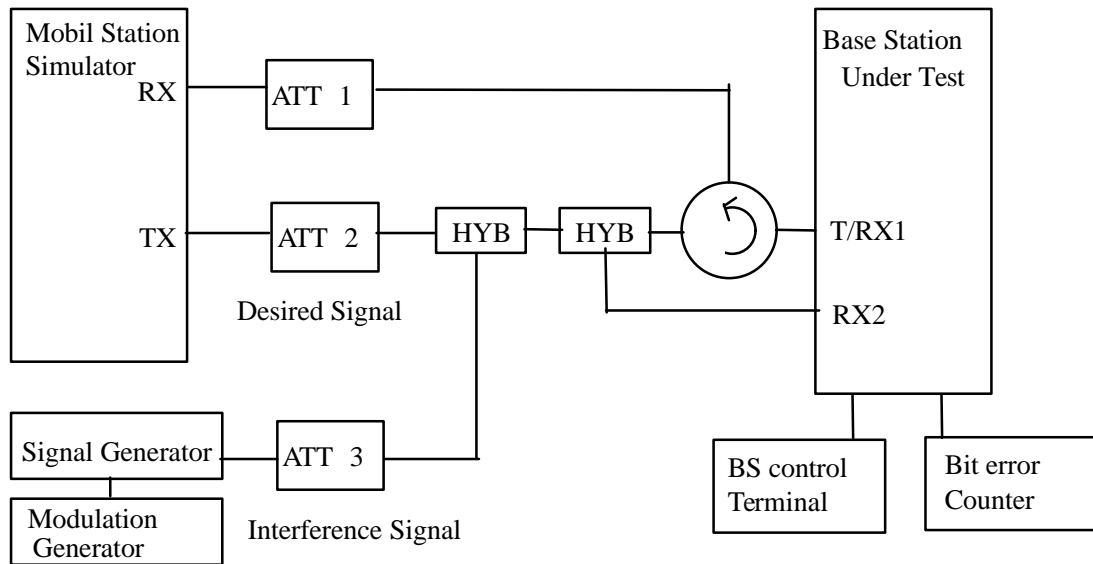 Mobil Station
Simulator
RX
ATT 1
Base Station
Under Test
TX
ATT 2
HYB
HYB
T/RX1
Desired Signal
RX2
Signal Generator
ATT 3
Modulation
Generator
Interference Signal
BS control
Terminal
Bit error
Counter